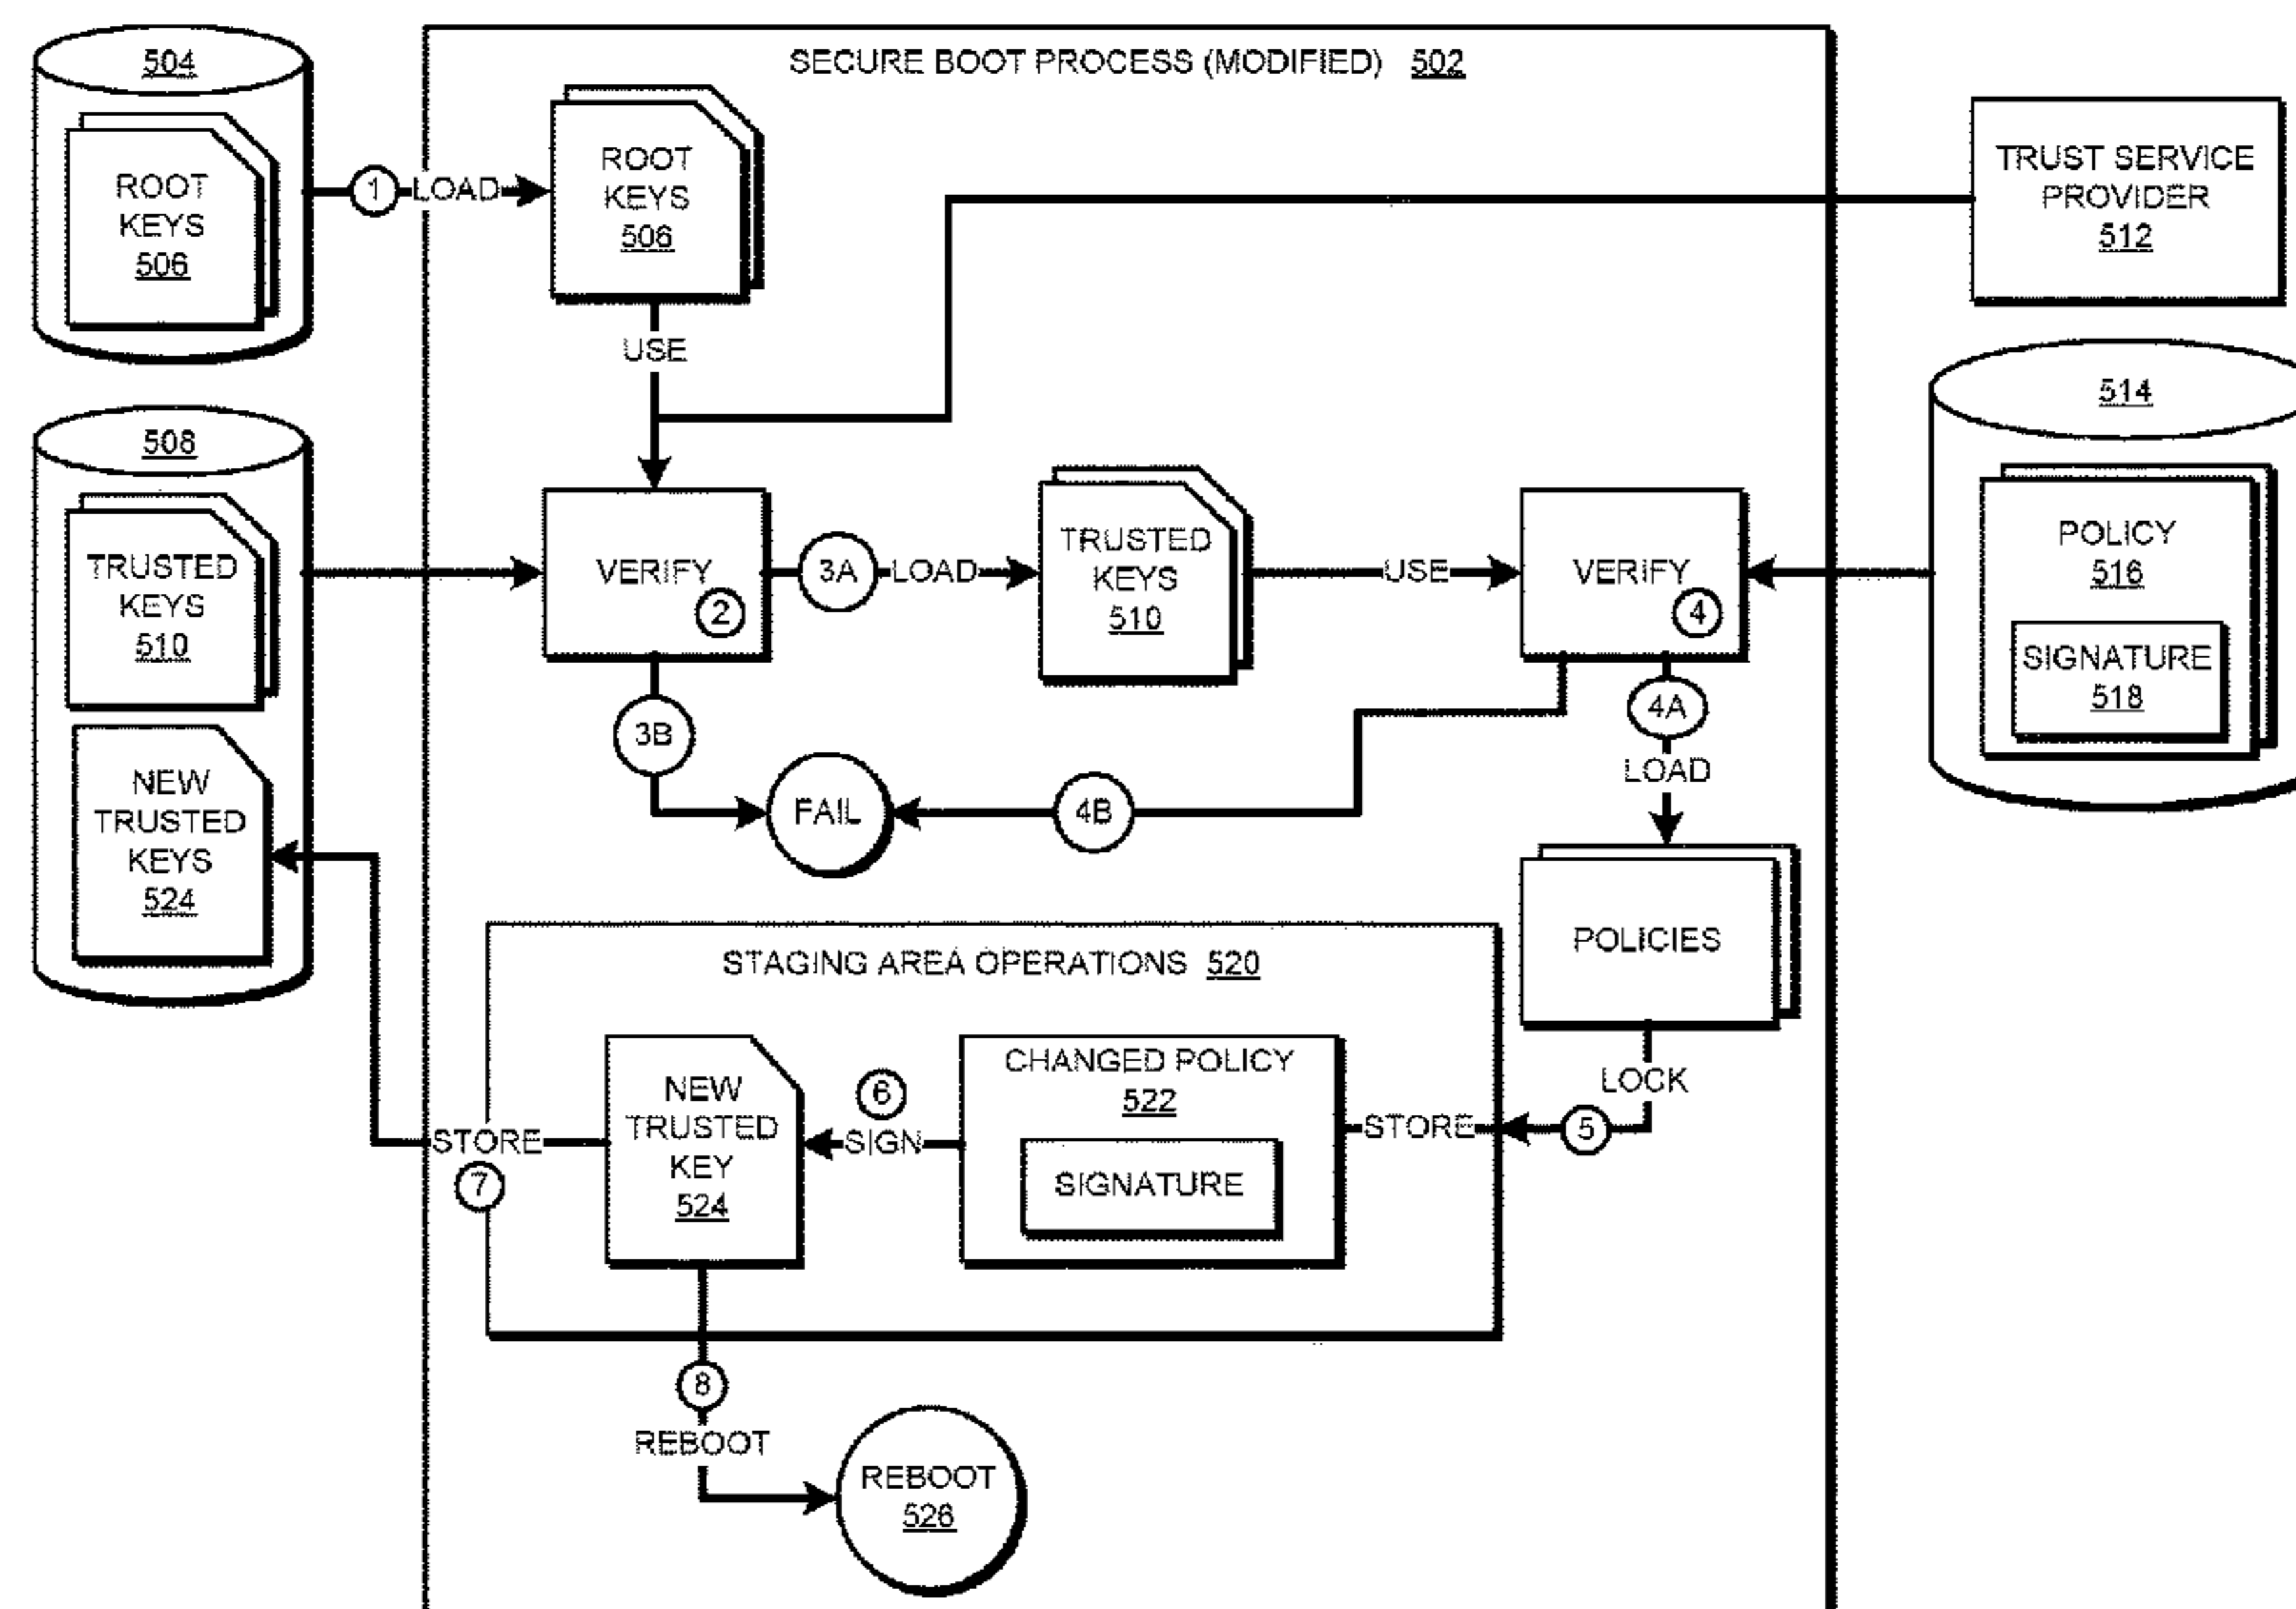 SECURE BOOT PROCESS (MODIFIED) 502
504
ROOT
KEYS
506
1
LOAD
ROOT
KEYS
506
USE
TRUST SERVICE
PROVIDER
512
508
TRUSTED
KEYS
510
NEW
TRUSTED
KEYS
524
VERIFY
2
3A
LOAD
TRUSTED
KEYS
510
USE
VERIFY
4
514
POLICY
516
SIGNATURE
518
3B
FAIL
4B
4A
LOAD
POLICIES
LOCK
5
STAGING AREA OPERATIONS 520
STORE
CHANGED POLICY
522
SIGNATURE
6
SIGN
NEW
TRUSTED
KEY
524
STORE
7
8
REBOOT
REBOOT
526